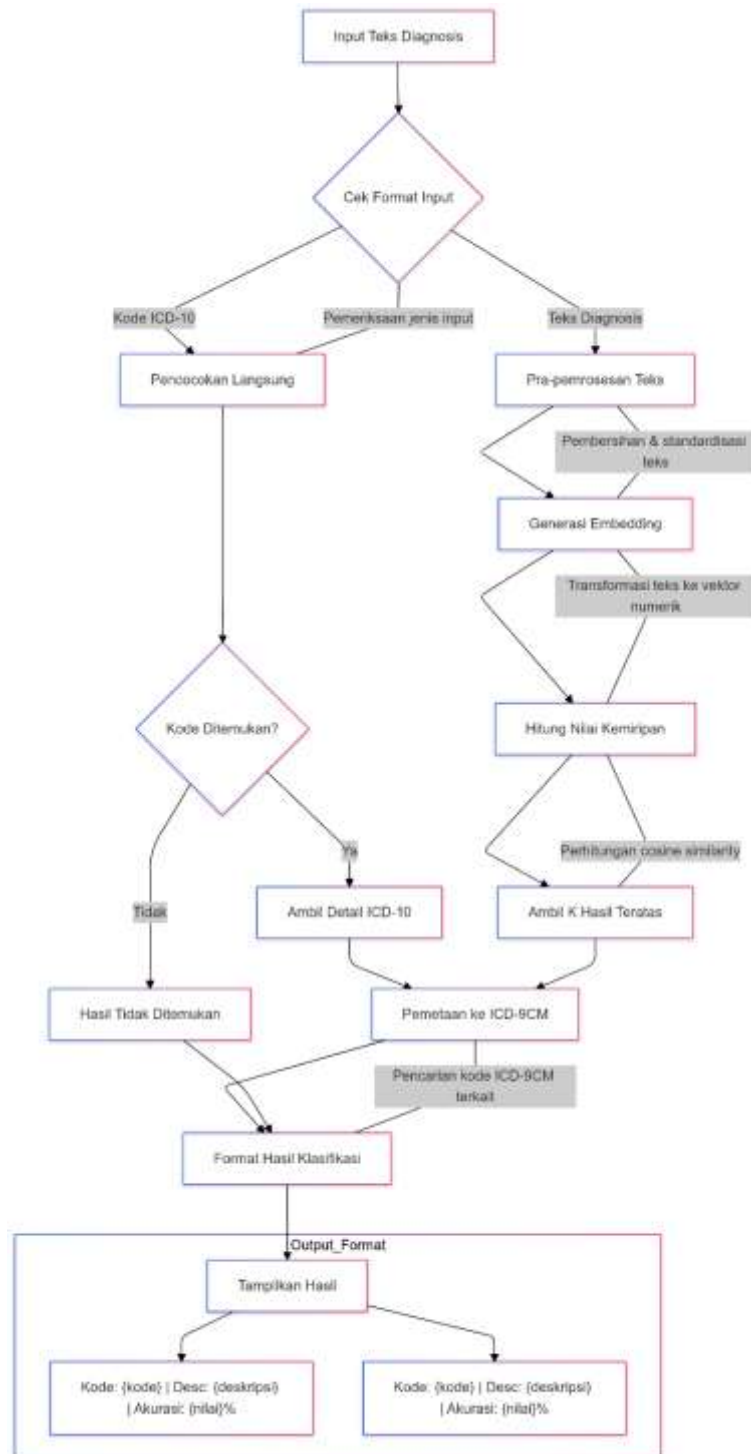 Input Teks Diagnosis
Cek Format Input
Kode ICD-10
Pemeriksaan jenis input
Teks Diagnosis
Pencocokan Langsung
Pra-pemrosesan Teks
Pembersihan & standardisasi
teks
Generasi Embedding
Transformasi teks ke vektor
numerik
Kode Ditemukan?
Hitung Nilai Kemiripan
Ya
Perhitungan cosine similarity
Tidak
Ambil Detail ICD-10
Ambil K Hasil Teratas
Hasil Tidak Ditemukan
Pemetaan ke ICD-9CM
Pencarian kode ICD-9CM
terkait
Format Hasil Klasifikasi
Output_Format
Tampilkan Hasil
Kode: {kode} | Desc: {deskripsi}
| Akurasi: {nilai}%
Kode: {kode} | Desc: {deskripsi}
| Akurasi: {nilai}%